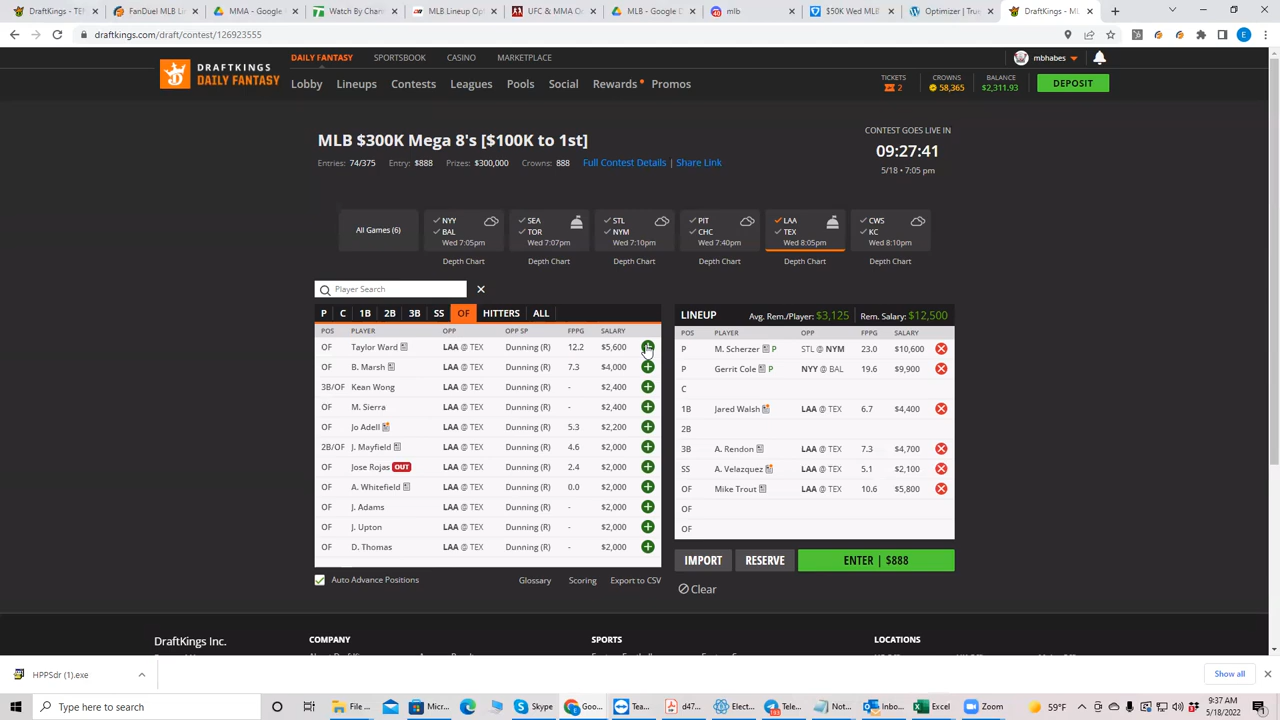 DraftKings - TE
FanDuel MLB Li
MMA - Google
Watch By Cham
MLB Lineup Op
UFC & MMA O
MLB - Google D
mlb
$50K Wed MLB
Optimizer | Tru
DraftKings - ML
draftkings.com/draft/contest/126923555
DRAFTKINGS
DAILY FANTASY
DAILY FANTASY SPORTSBOOK CASINO MARKETPLACE
mbhabes
Lobby Lineups Contests Leagues Pools Social Rewards Promos
TICKETS CROWNS BALANCE
2 58,365 $2,311.93
DEPOSIT
MLB $300K Mega 8's [$100K to 1st]
Entries: 74/375 Entry: $888 Prizes: $300,000 Crowns: 888 Full Contest Details | Share Link
CONTEST GOES LIVE IN
09:27:41
5/18 • 7:05 pm
All Games (6)
NYY
BAL
Wed 7:05pm
Depth Chart
SEA
TOR
Wed 7:07pm
Depth Chart
STL
NYM
Wed 7:10pm
Depth Chart
PIT
CHC
Wed 7:40pm
Depth Chart
LAA
TEX
Wed 8:05pm
Depth Chart
CWS
KC
Wed 8:10pm
Depth Chart
Player Search
P C 1B 2B 3B SS OF HITTERS ALL
POS PLAYER OPP OPP SP FPPG SALARY
OF Taylor Ward LAA @ TEX Dunning (R) 12.2 $5,600
OF B. Marsh LAA @ TEX Dunning (R) 7.3 $4,000
3B/OF Kean Wong LAA @ TEX Dunning (R) - $2,400
OF M. Sierra LAA @ TEX Dunning (R) - $2,400
OF Jo Adell LAA @ TEX Dunning (R) 5.3 $2,200
2B/OF J. Mayfield LAA @ TEX Dunning (R) 4.6 $2,000
OF Jose Rojas OUT LAA @ TEX Dunning (R) 2.4 $2,000
OF A. Whitefield LAA @ TEX Dunning (R) 0.0 $2,000
OF J. Adams LAA @ TEX Dunning (R) - $2,000
OF J. Upton LAA @ TEX Dunning (R) - $2,000
OF D. Thomas LAA @ TEX Dunning (R) - $2,000
Auto Advance Positions Glossary Scoring Export to CSV
LINEUP Avg. Rem./Player: $3,125 Rem. Salary: $12,500
POS PLAYER OPP FPPG SALARY
P M. Scherzer P STL @ NYM 23.0 $10,600
P Gerrit Cole P NYY @ BAL 19.6 $9,900
C
1B Jared Walsh LAA @ TEX 6.7 $4,400
2B
3B A. Rendon LAA @ TEX 7.3 $4,700
SS A. Velazquez LAA @ TEX 5.1 $2,100
OF Mike Trout LAA @ TEX 10.6 $5,800
OF
OF
IMPORT RESERVE ENTER | $888
Clear
DraftKings Inc. COMPANY SPORTS LOCATIONS
HPPSdr (1).exe
Show all
Type here to search
File ...
Micr...
Goo...
Skype
Tea...
d47...
Elect...
Tele...
Not...
Inbo...
Excel
Zoom
59°F
9:37 AM
5/18/2022